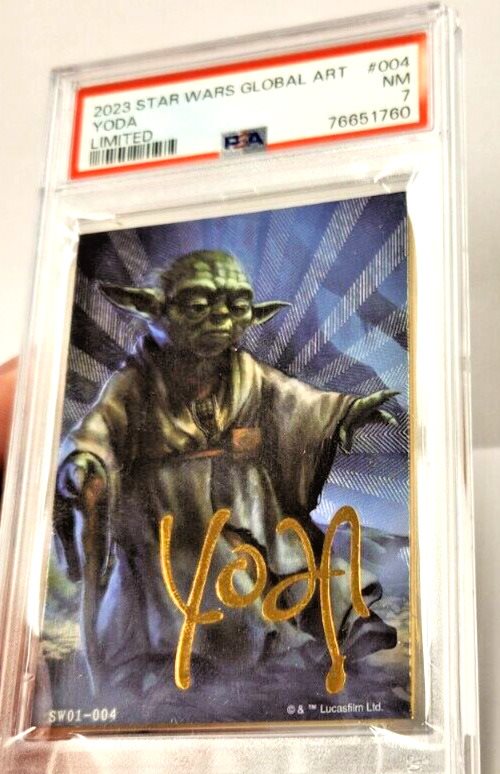 2023 STAR WARS GLOBAL ART #004
YODA NM
LIMITED 7
PSA 76651760
Yoda
SW01-004
© & ™ Lucasfilm Ltd.